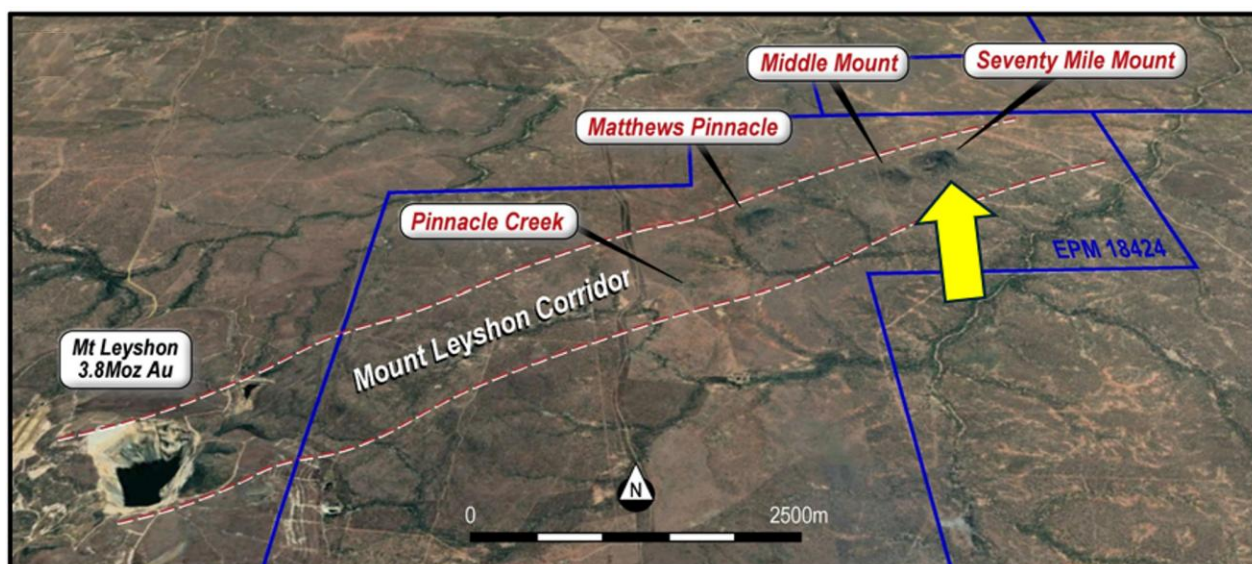 Middle Mount
Seventy Mile Mount
Matthews Pinnacle
Pinnacle Creek
EPM 18424
Mount Leyshon Corridor
Mt Leyshon
3.8Moz Au
N
0
2500m